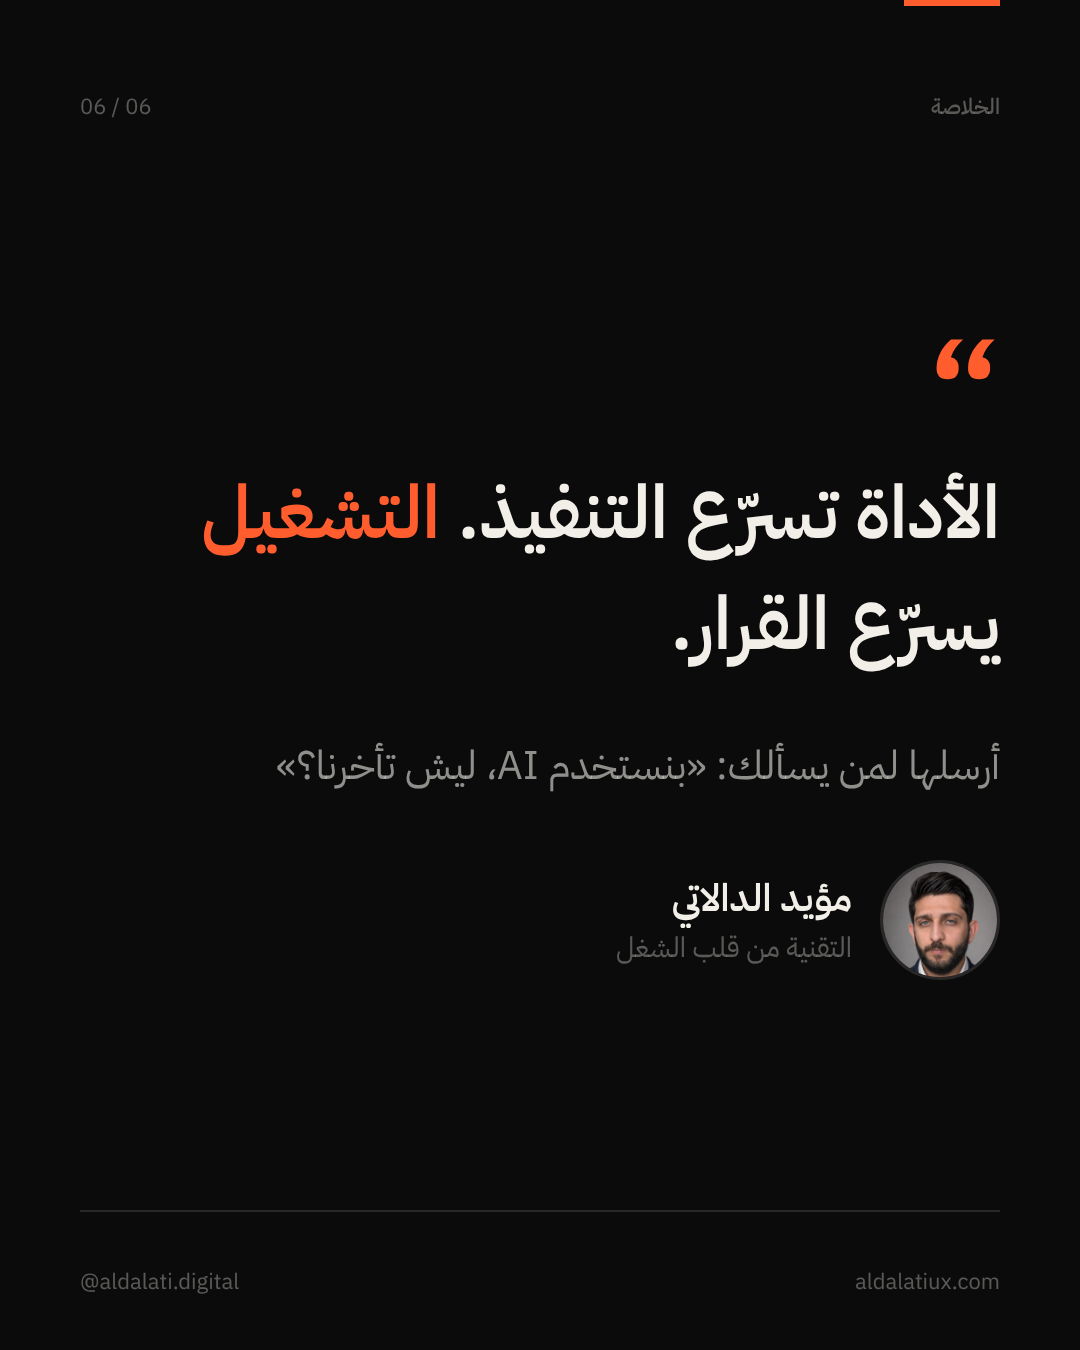 الخلاصة
06 / 06
“
الأداة تسرّع التنفيذ. التشغيل
يسرّع القرار.
أرسلها لمن يسألك: «بنستخدم AI، ليش تأخرنا؟»
مؤيد الدالاتي
التقنية من قلب الشغل
aldalatiux.com
@aldalati.digital